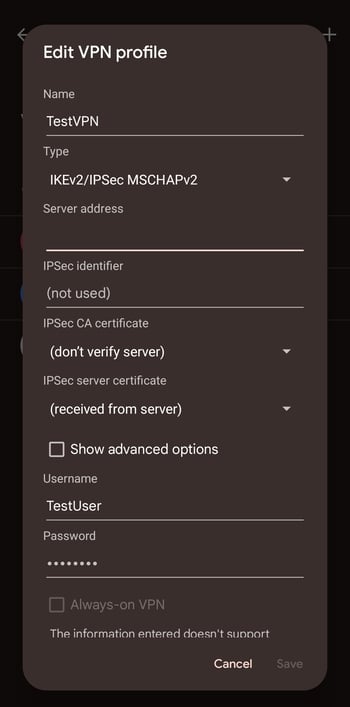 Edit VPN profile
Name
TestVPN
Type
IKEv2/IPSec MSCHAPv2
Server address
IPSec identifier
(not used)
IPSec CA certificate
(don't verify server)
IPSec server certificate
(received from server)
Show advanced options
Username
TestUser
Password
••••••••
Always-on VPN
The information entered doesn't support
Cancel
Save